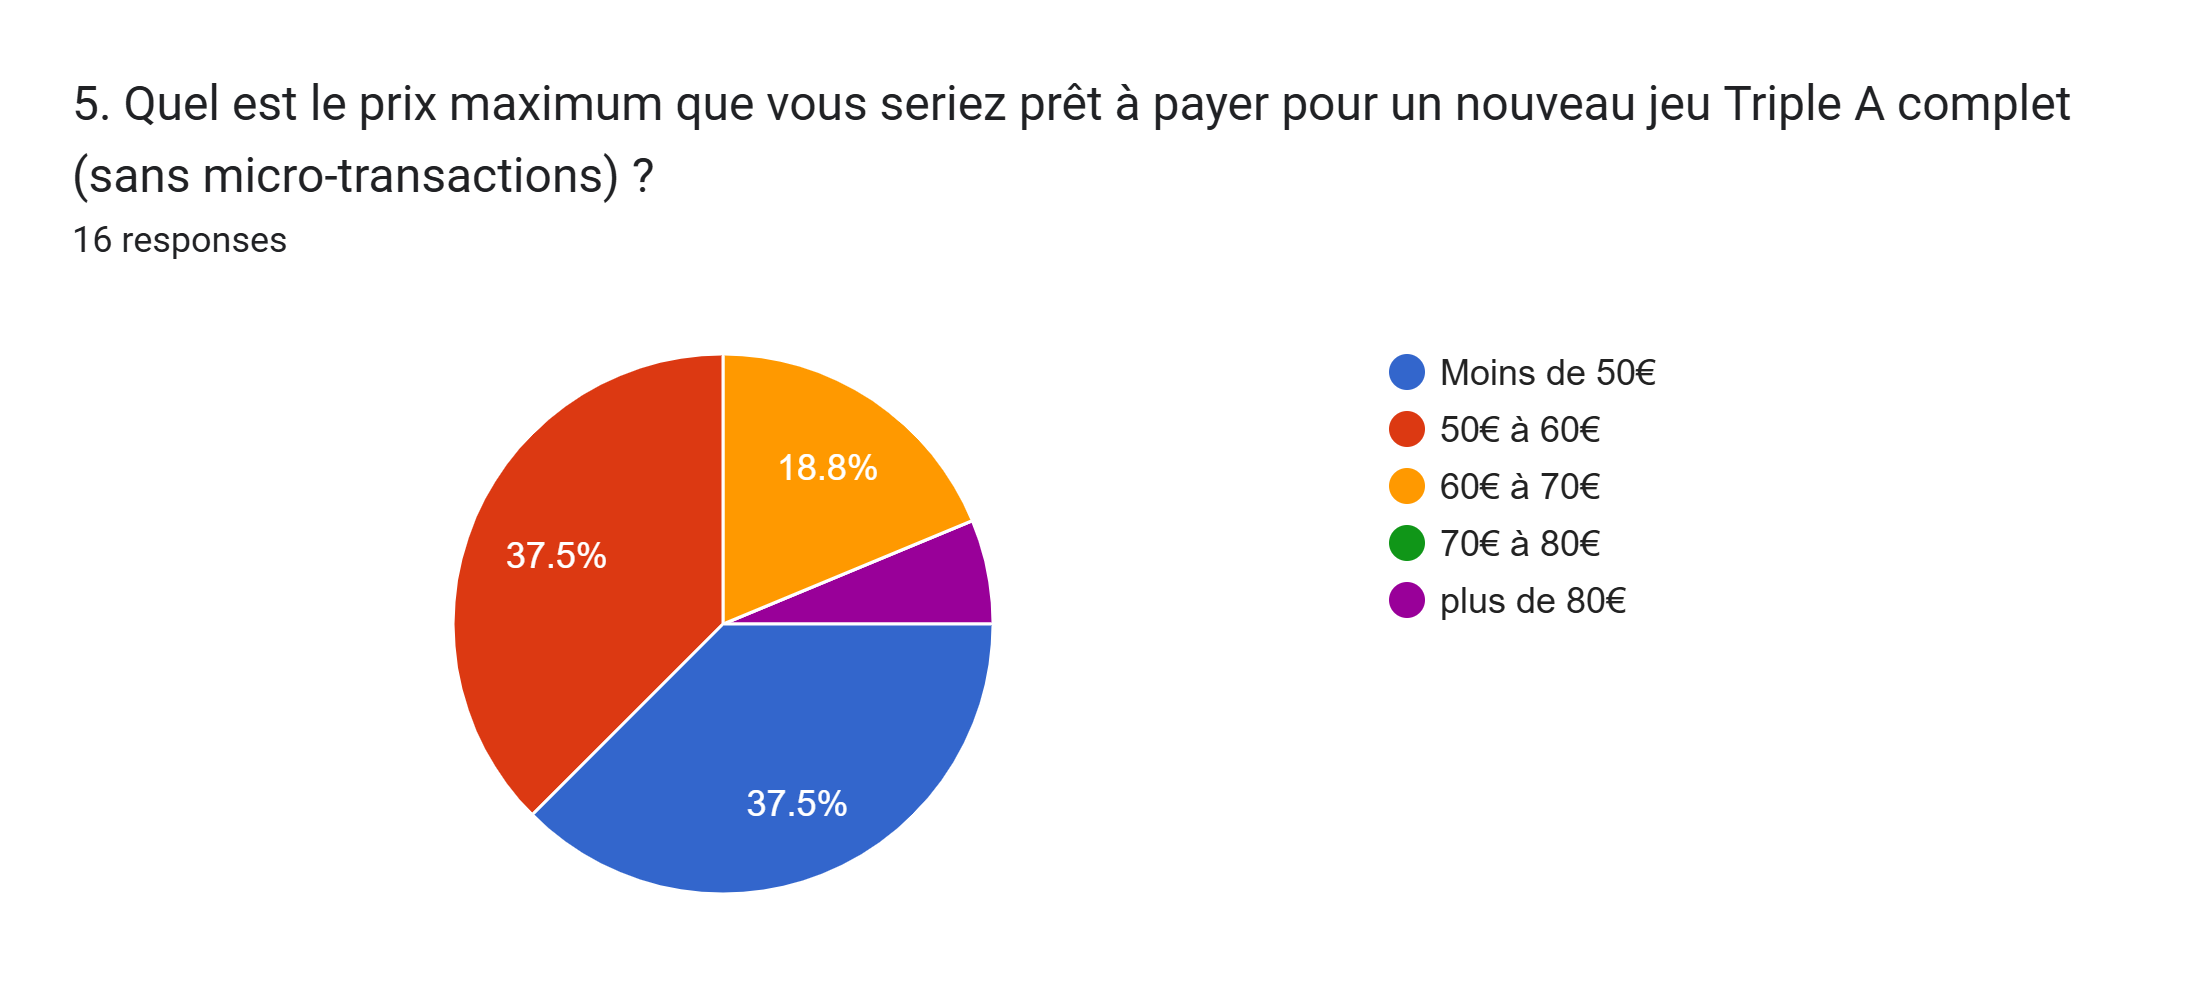 5. Quel est le prix maximum que vous seriez prêt à payer pour un nouveau jeu Triple A complet
(sans micro-transactions) ?
16 responses
18.8%
37.5%
37.5%
Moins de 50€
50€ à 60€
60€ à 70€
70€ à 80€
plus de 80€